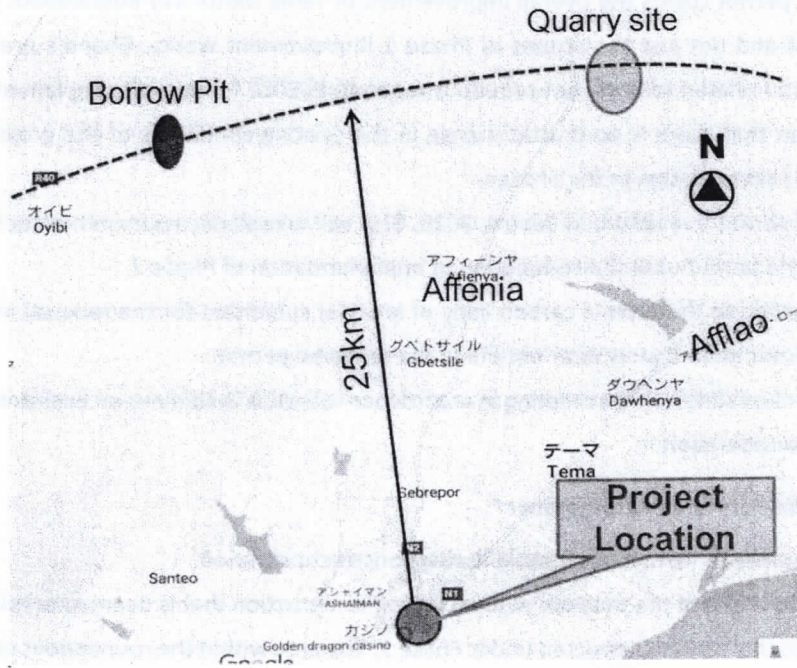 Quarry site
Borrow Pit
N
オイビ
Oyibi
アフィーンヤ
Afienya
Affenia
25km
グベトサイル
Gbetsile
Afflao
ダウヘンヤ
Dawhenya
テーマ
Tema
Sebrepor
Project
Location
Santeo
アシャイマン
ASHAIMAN
N1
カジノ
Golden dragon casino
Google